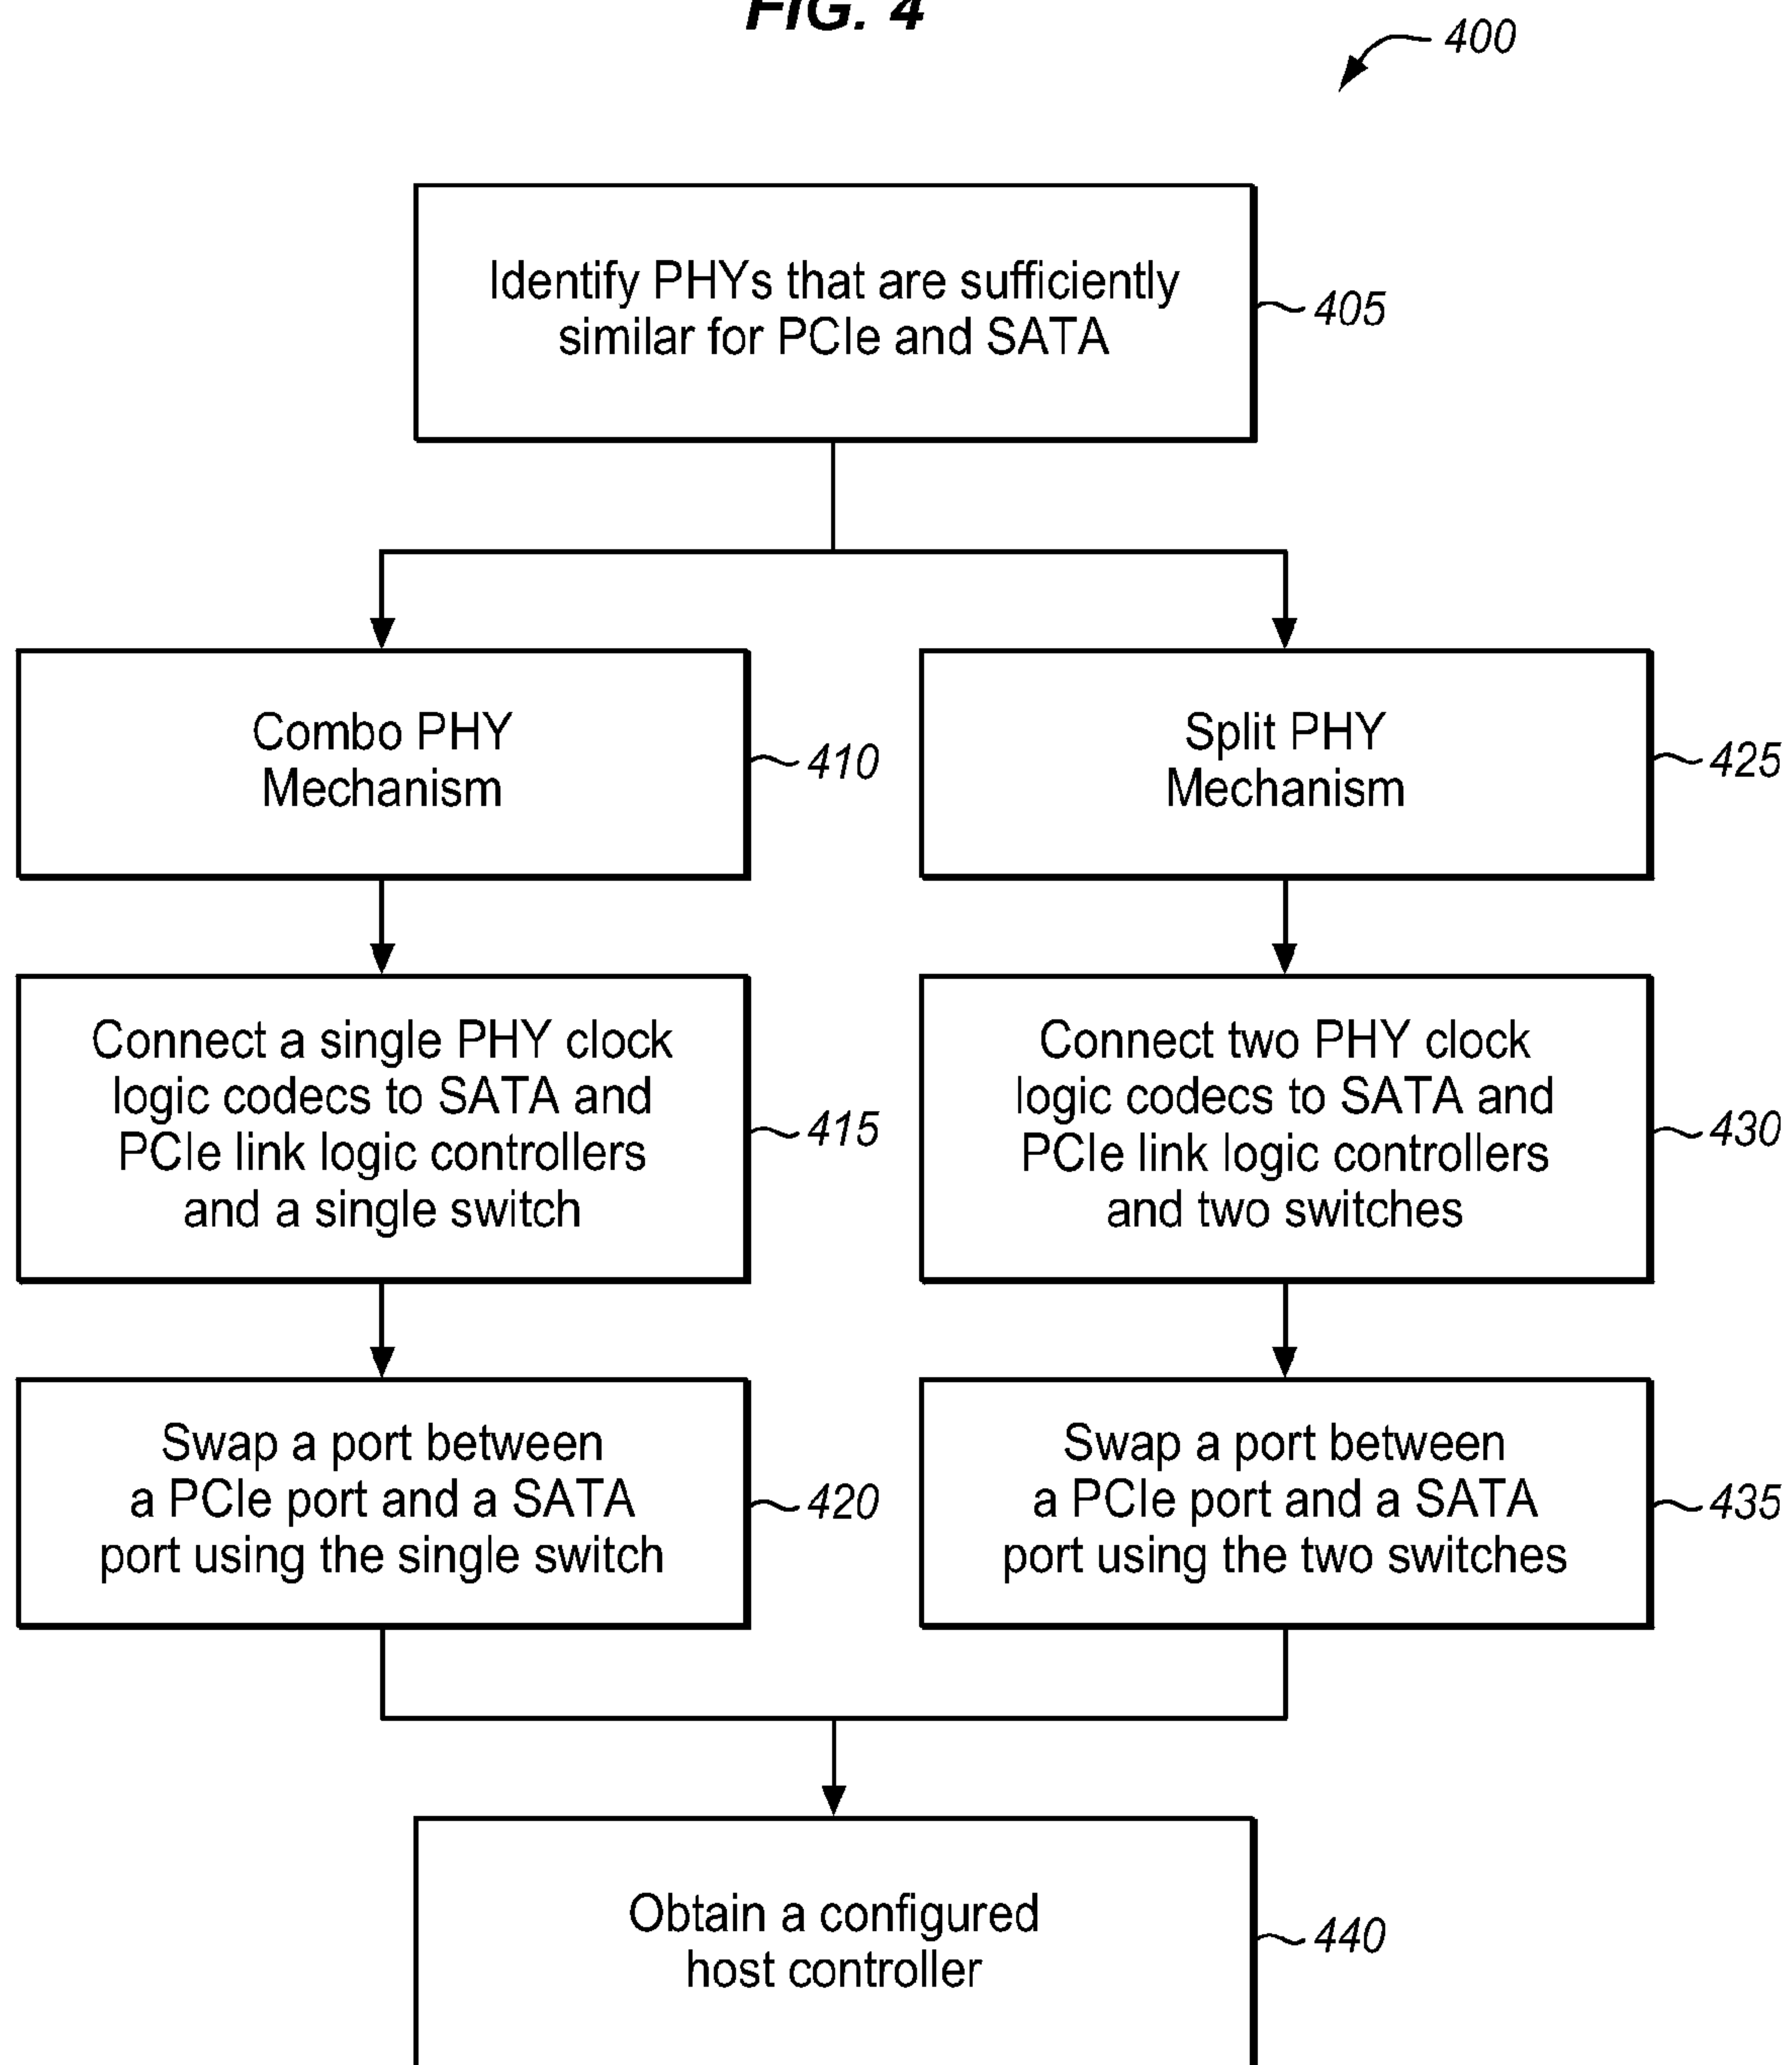 FIG. 4
400
Identify PHYs that are sufficiently
similar for PCIe and SATA
405
Combo PHY
Mechanism
410
Split PHY
Mechanism
425
Connect a single PHY clock
logic codecs to SATA and
PCIe link logic controllers
and a single switch
415
Connect two PHY clock
logic codecs to SATA and
PCIe link logic controllers
and two switches
430
Swap a port between
a PCIe port and a SATA
port using the single switch
420
Swap a port between
a PCIe port and a SATA
port using the two switches
435
Obtain a configured
host controller
440